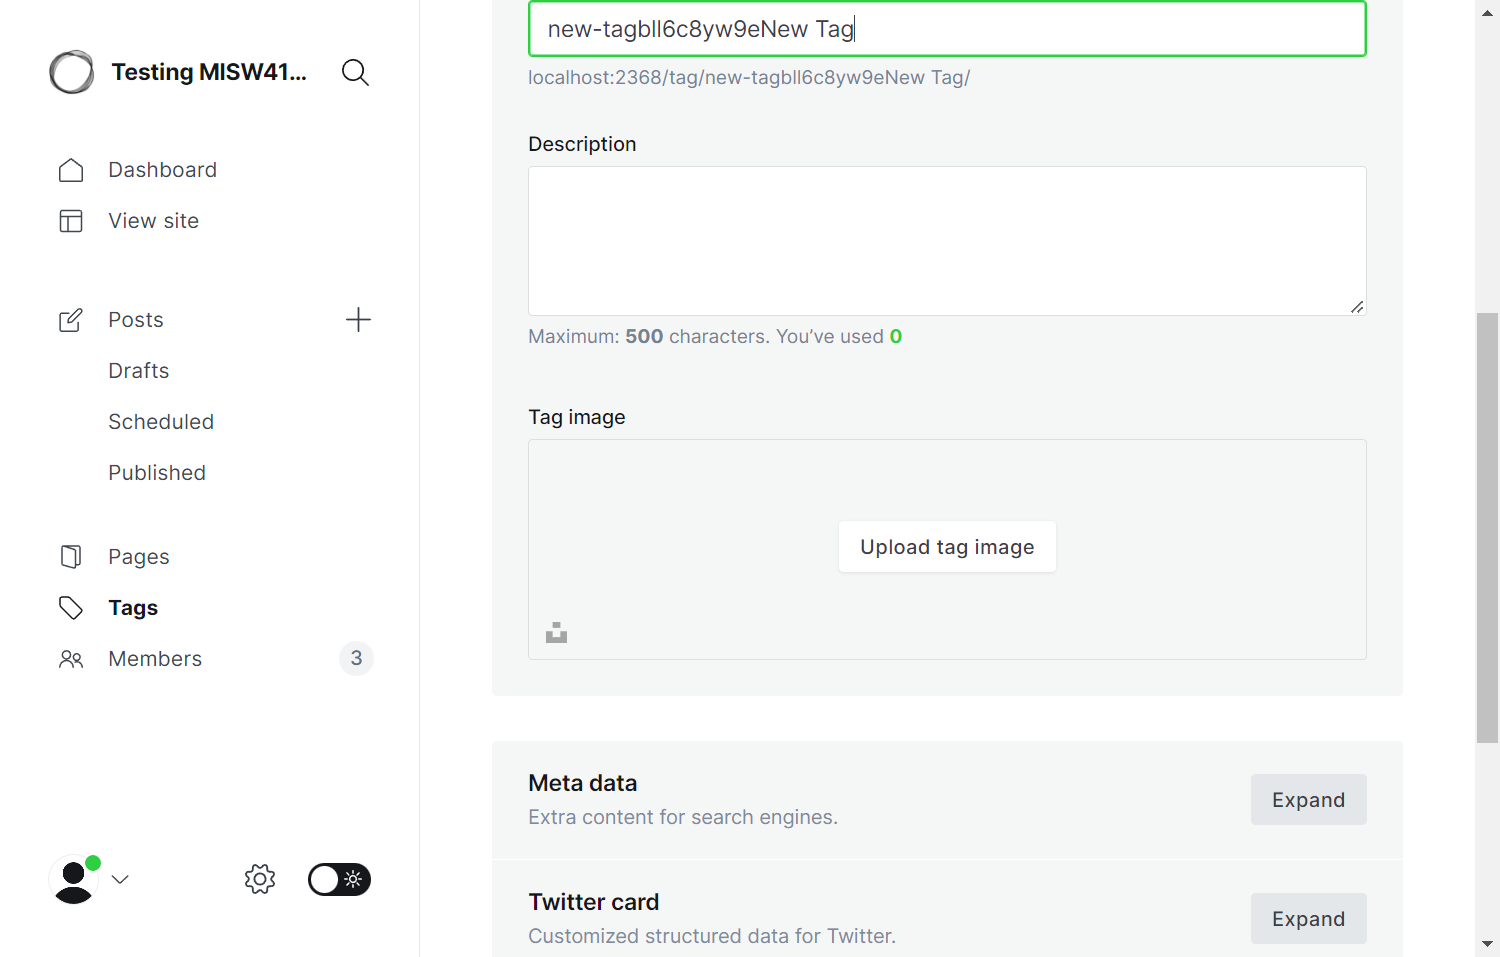 Testing MISW41...
Dashboard
View site
Posts
Drafts
Scheduled
Published
Pages
Tags
Members
3
new-tagbll6c8yw9eNew Tag
localhost:2368/tag/new-tagbll6c8yw9eNew Tag/
Description
Maximum: 500 characters. You’ve used 0
Tag image
Upload tag image
Meta data
Extra content for search engines.
Expand
Twitter card
Customized structured data for Twitter.
Expand